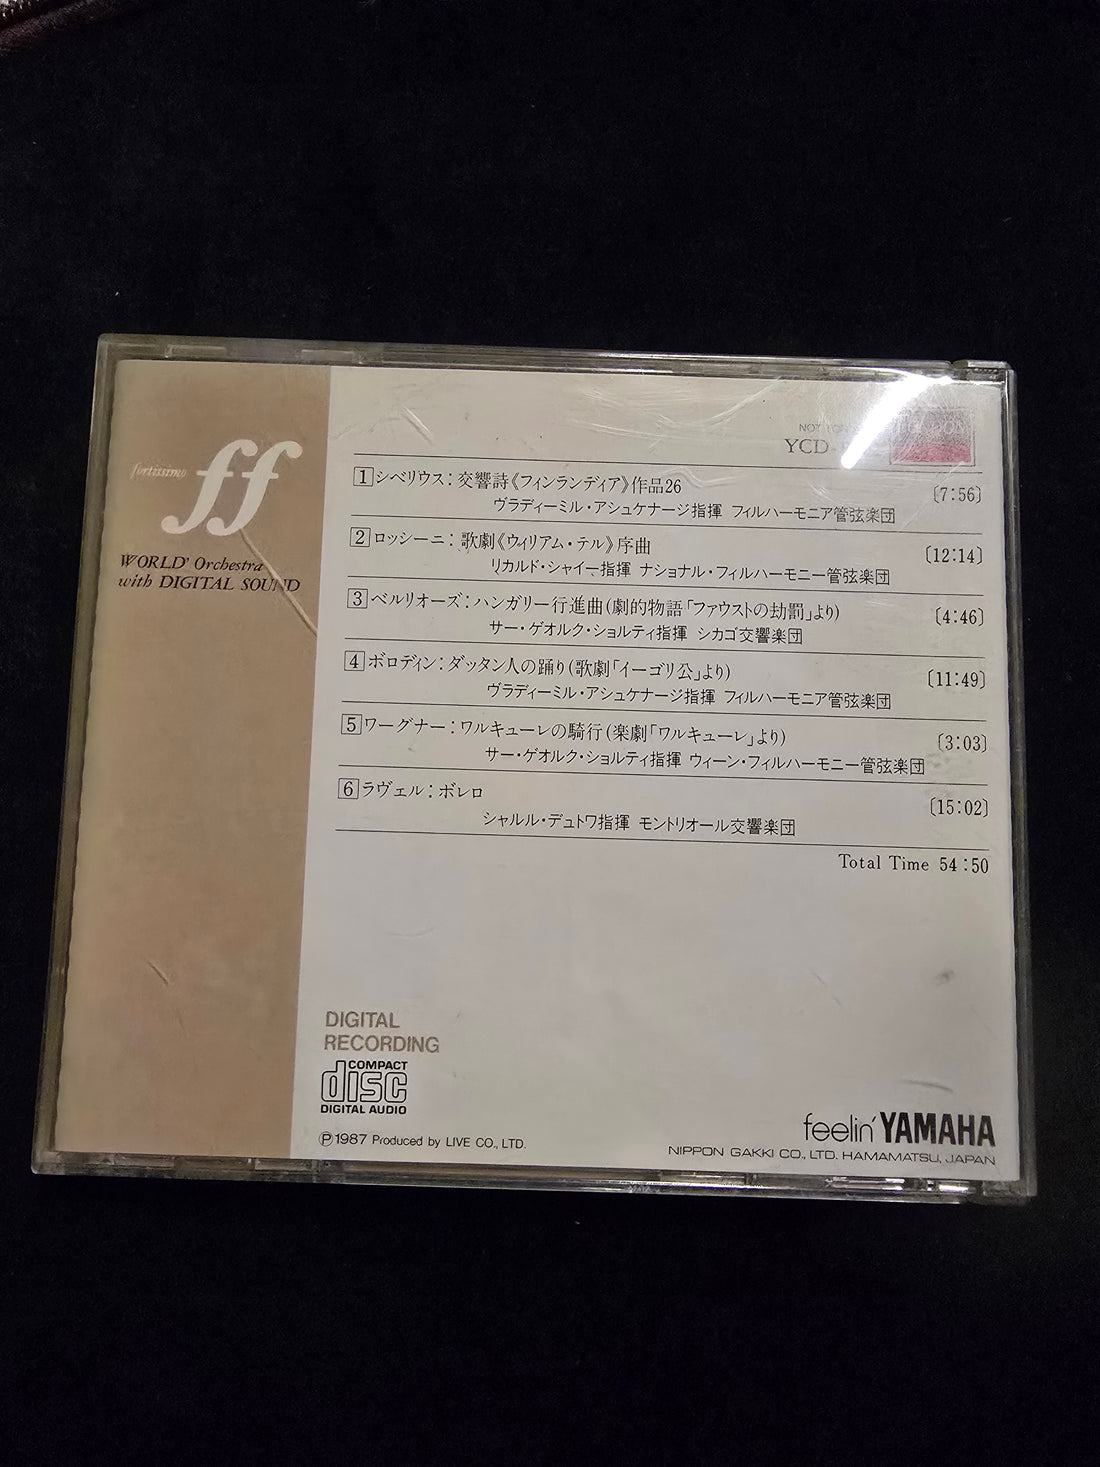 fortissimo
ff
WORLD' Orchestra
with DIGITAL SOUND
NOT FOR
YCD-
LONDON
1 シベリウス：交響詩《フィンランディア》作品26 〔7:56〕
ヴラディーミル・アシュケナージ指揮 フィルハーモニア管弦楽団
2 ロッシーニ：歌劇《ウィリアム・テル》序曲 〔12:14〕
リカルド・シャイー指揮 ナショナル・フィルハーモニー管弦楽団
3 ベルリオーズ：ハンガリー行進曲(劇的物語「ファウストの劫罰」より) 〔4:46〕
サー・ゲオルク・ショルティ指揮 シカゴ交響楽団
4 ボロディン：ダッタン人の踊り(歌劇「イーゴリ公」より) 〔11:49〕
ヴラディーミル・アシュケナージ指揮 フィルハーモニア管弦楽団
5 ワーグナー：ワルキューレの騎行(楽劇「ワルキューレ」より) 〔3:03〕
サー・ゲオルク・ショルティ指揮 ウィーン・フィルハーモニー管弦楽団
6 ラヴェル：ボレロ 〔15:02〕
シャルル・デュトワ指揮 モントリオール交響楽団
Total Time 54:50
DIGITAL
RECORDING
COMPACT
disc
DIGITAL AUDIO
Ⓟ1987 Produced by LIVE CO., LTD.
feelin' YAMAHA
NIPPON GAKKI CO., LTD. HAMAMATSU, JAPAN